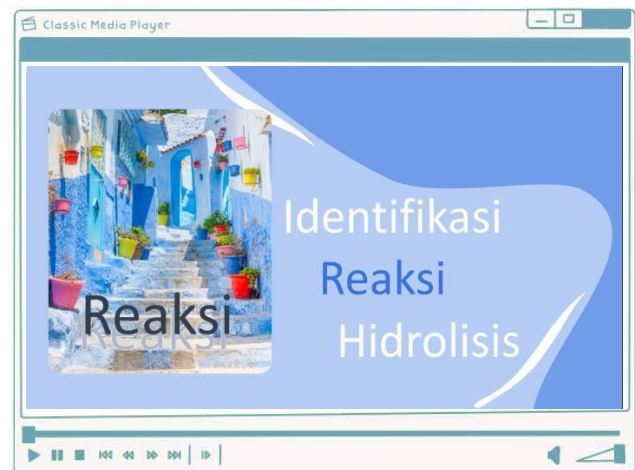 Classic Media Player
Identifikasi
Reaksi
Hidrolisis
Reaksi